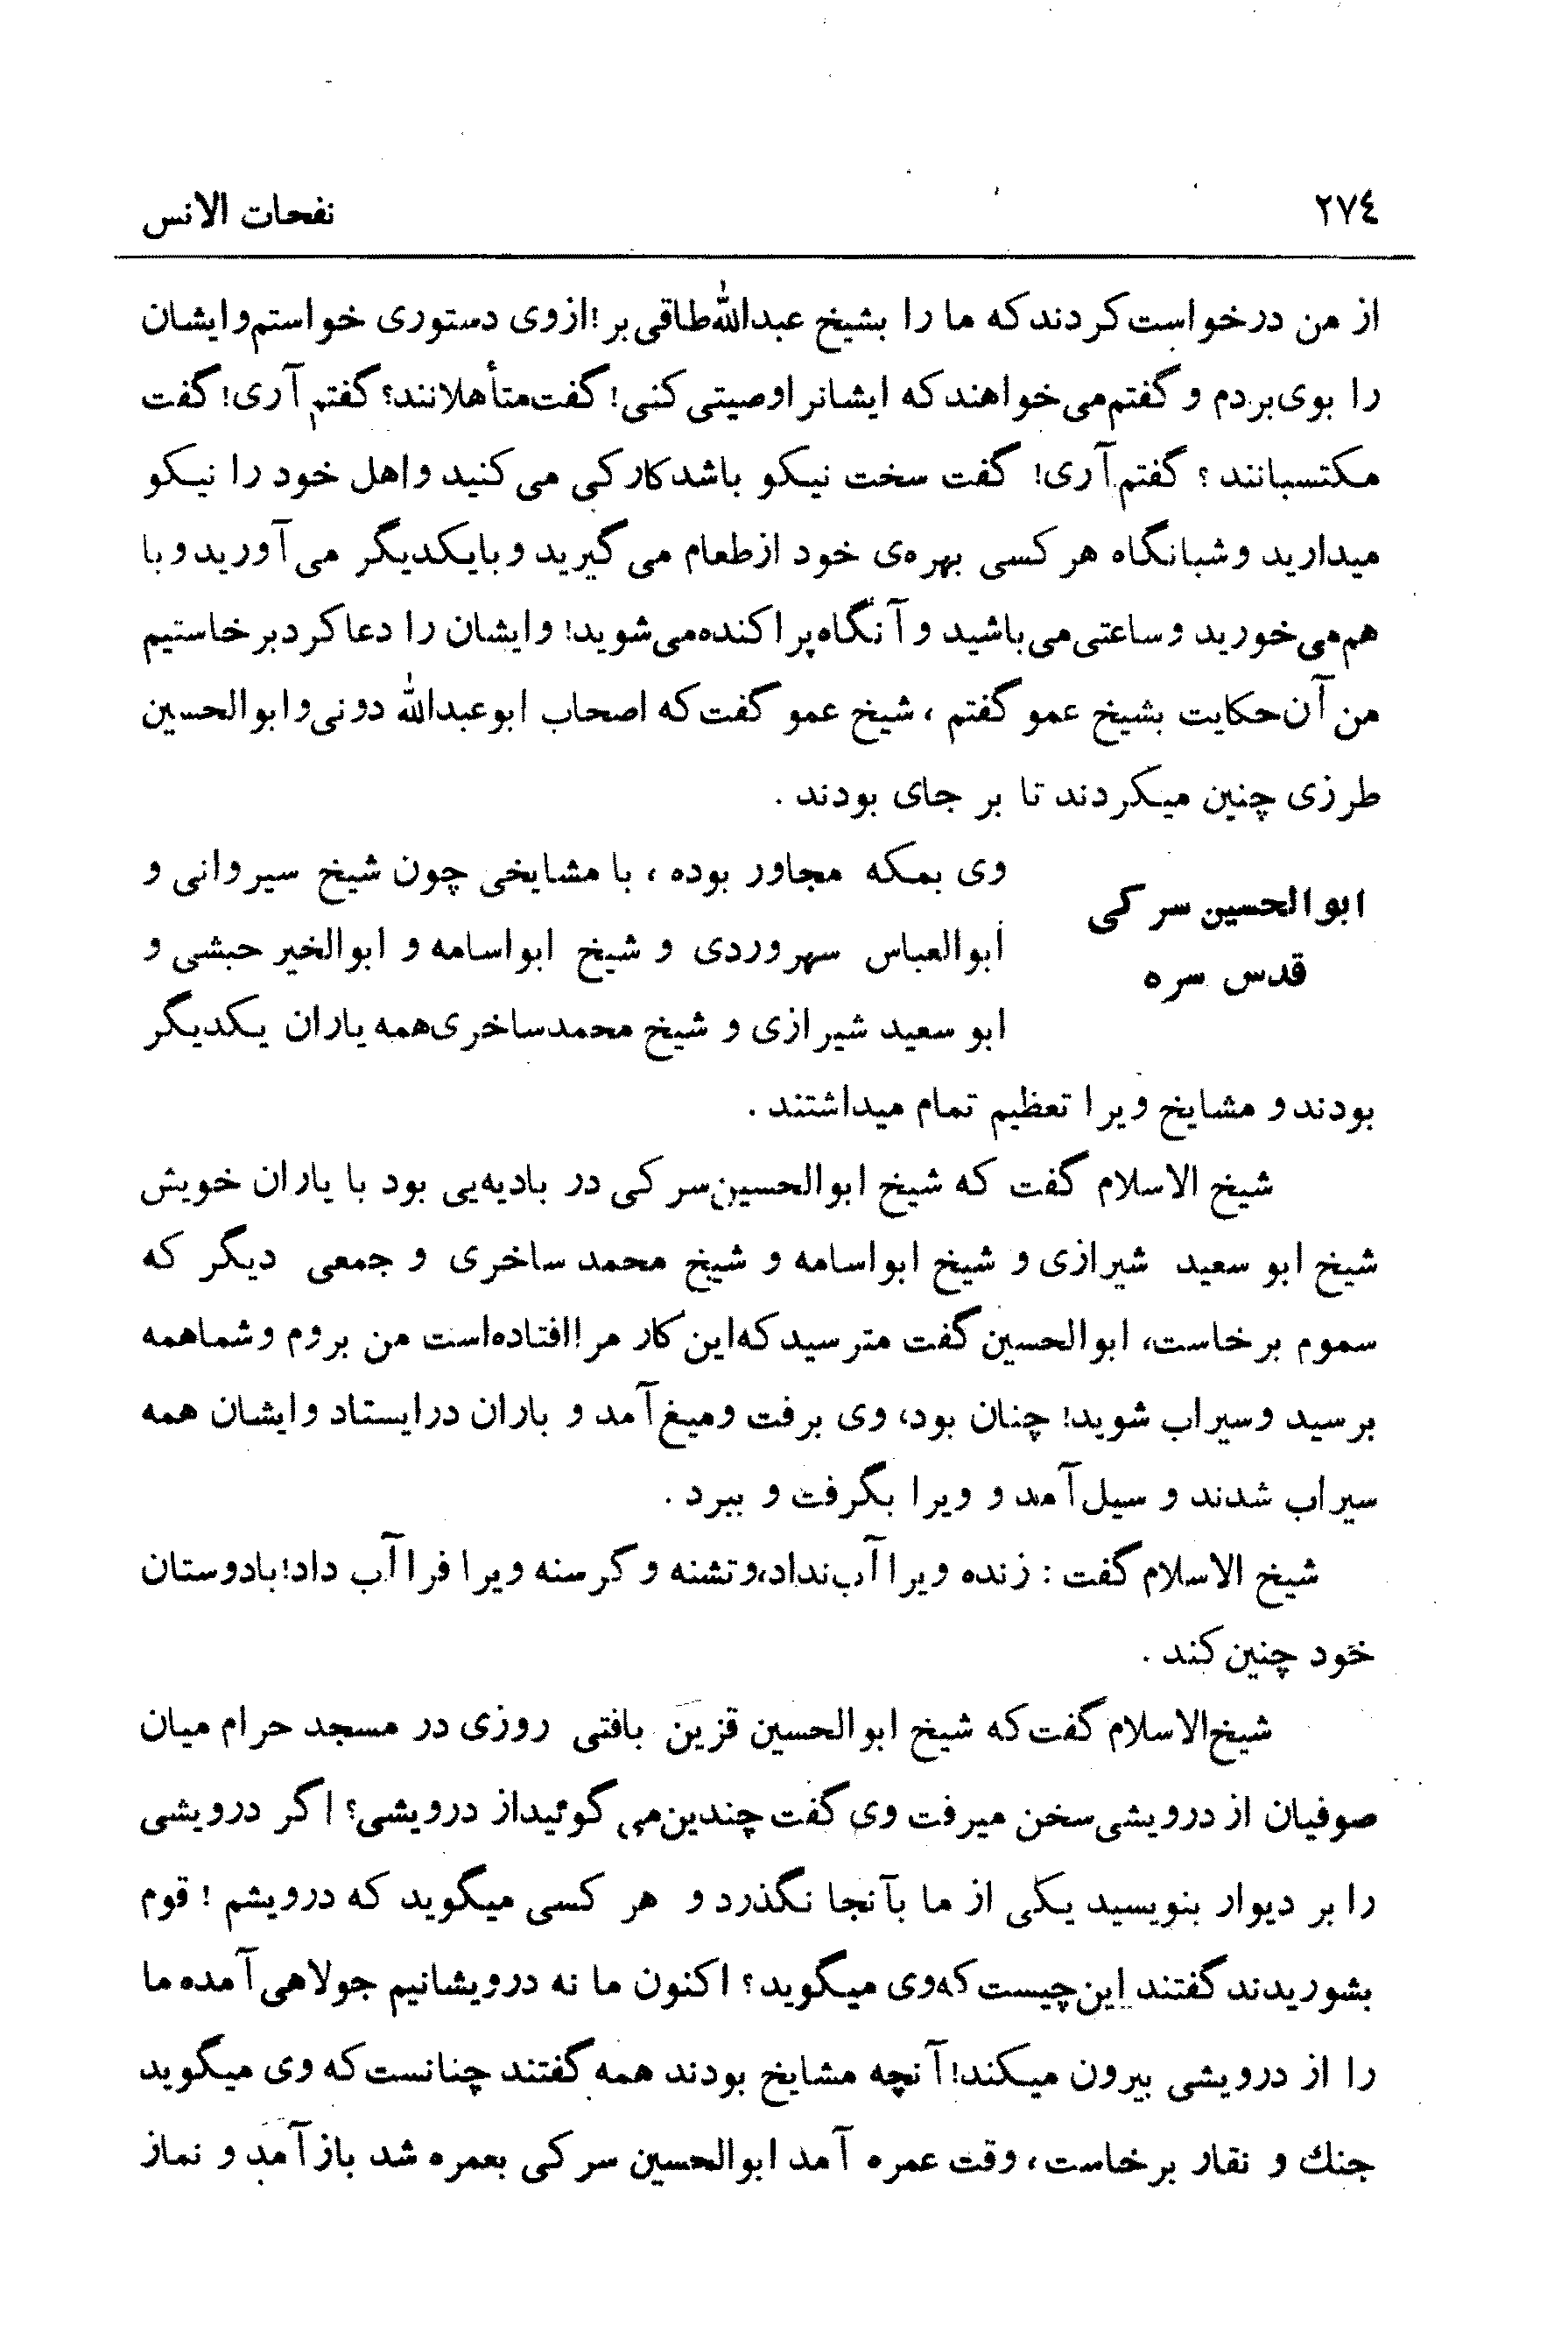 ٢٧٤ نفحات الانس
از من درخواست‌کردند که ما را بشیخ عبدالله‌طاقی بر! ازوی دستوری خواستم‌وایشان
را بوی‌بردم و گفتم‌می‌خواهند که ایشانرا وصیتی کنی! گفت‌متأهلانند؟ گفتم آری! گفت
مکتسبانند ؟ گفتم آری! گفت سخت نیکو باشد کار کی می کنید واهل خود را نیکو
میدارید وشبانگاه هر کسی بهره‌ی خود ازطعام می گیرید وبایکدیگر می آورید وبا
هم‌می‌خورید وساعتی‌می‌باشید و آنگاه‌پراکنده‌می‌شوید! وایشان را دعاکرد برخاستیم
من آن‌حکایت بشیخ عمو گفتم ، شیخ عمو گفت که اصحاب ابوعبدالله دونی‌وابوالحسین
طرزی چنین میکردند تا بر جای بودند .
ابوالحسین سرکی
قدس سره
وی بمکه مجاور بوده ، با مشایخی چون شیخ سیروانی و
أبوالعباس سهروردی و شیخ ابواسامه و ابوالخیر حبشی و
ابو سعید شیرازی و شیخ محمدساخری‌همه یاران یکدیگر
بودند و مشایخ ویرا تعظیم تمام میداشتند .
شیخ الاسلام گفت که شیخ ابوالحسین‌سرکی در بادیه‌یی بود با یاران خویش
شیخ ابو سعید شیرازی و شیخ ابواسامه و شیخ محمد ساخری و جمعی دیگر که
سموم برخاست، ابوالحسین گفت مترسید که‌این کار مرا افتاده‌است من بروم وشماهمه
برسید وسیراب شوید! چنان بود، وی برفت ومیغ آمد و باران درایستاد وایشان همه
سیراب شدند و سیل آمد و ویرا بگرفت و ببرد .
شیخ الاسلام گفت : زنده ویرا آب‌نداد،وتشنه و گرسنه ویرا فرا آب داد! بادوستان
خود چنین کند .
شیخ‌الاسلام گفت‌که شیخ ابوالحسین قزین بافتی روزی در مسجد حرام میان
صوفیان از درویشی‌سخن میرفت وی گفت چندین‌می گوئیداز درویشی؟ اگر درویشی
را بر دیوار بنویسید یکی از ما بآنجا نگذرد و هر کسی میگوید که درویشم ! قوم
بشوریدند گفتند این‌چیست که‌وی میگوید؟ اکنون ما نه درویشانیم جولاهی آمده ما
را از درویشی بیرون میکند! آنچه مشایخ بودند همه گفتند چنانست‌که وی میگوید
جنك و نقار برخاست، وقت عمره آمد ابوالحسین سرکی بعمره شد باز آمد و نماز